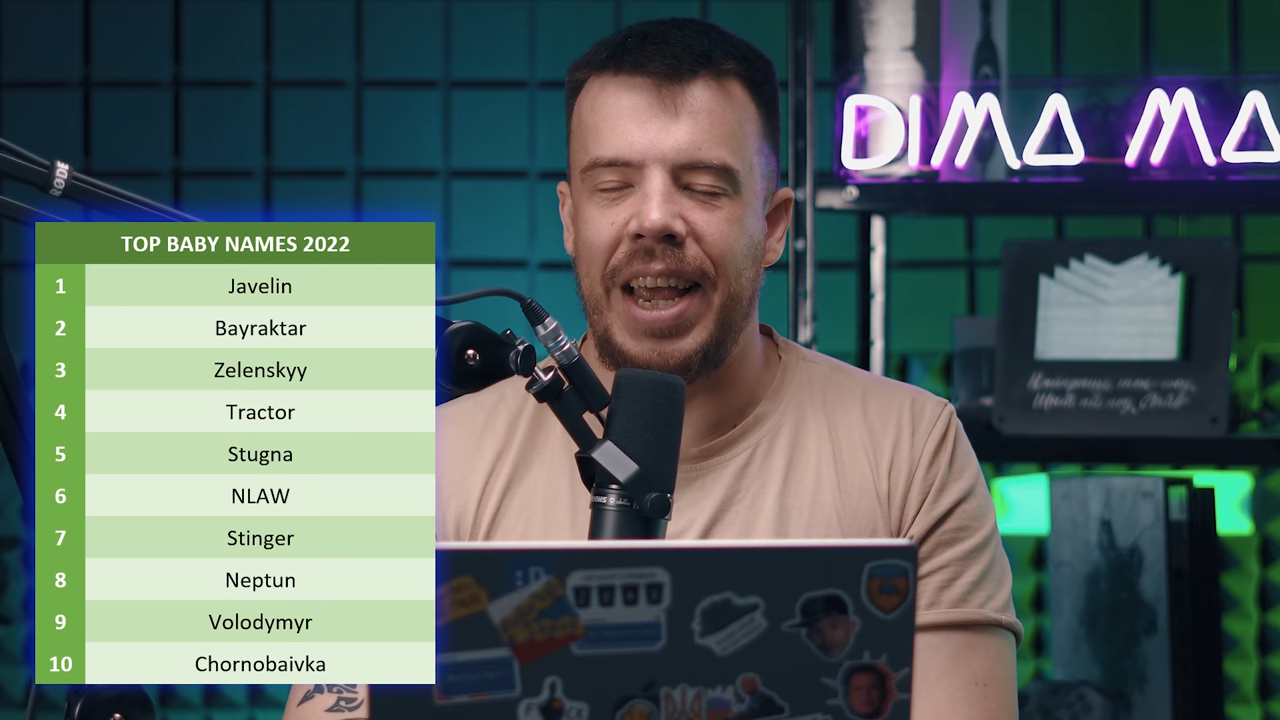 DIMA MA
RØDE
TOP BABY NAMES 2022
1 Javelin
2 Bayraktar
3 Zelenskyy
4 Tractor
5 Stugna
6 NLAW
7 Stinger
8 Neptun
9 Volodymyr
10 Chornobaivka